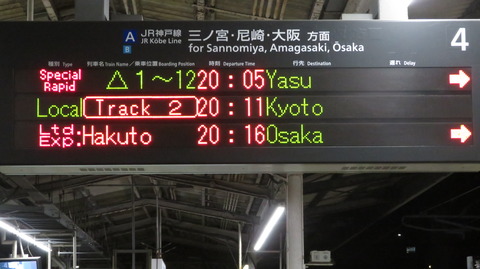 A JR神戸線 三ノ宮・尼崎・大阪 方面 4
JR Kōbe Line for Sannomiya, Amagasaki, Ōsaka
種別 Type 列車名 Train Name / 乗車位置 Boarding Position 時刻 Departure Time 行先 Destination 遅れ Delay
Special Rapid △1～12 20:05 Yasu →
Local Track 2 20:11 Kyoto
Ltd. Exp. Hakuto 20:16 Osaka →